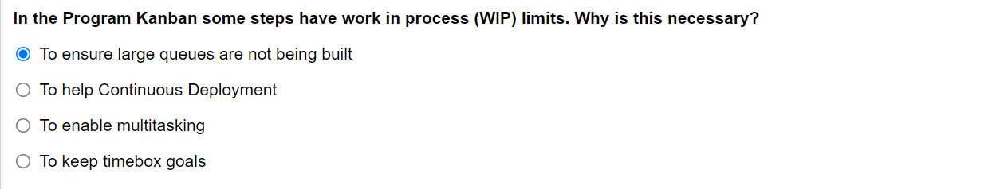 In the Program Kanban some steps have work in process (WIP) limits. Why is this necessary?
To ensure large queues are not being built
To help Continuous Deployment
To enable multitasking
To keep timebox goals